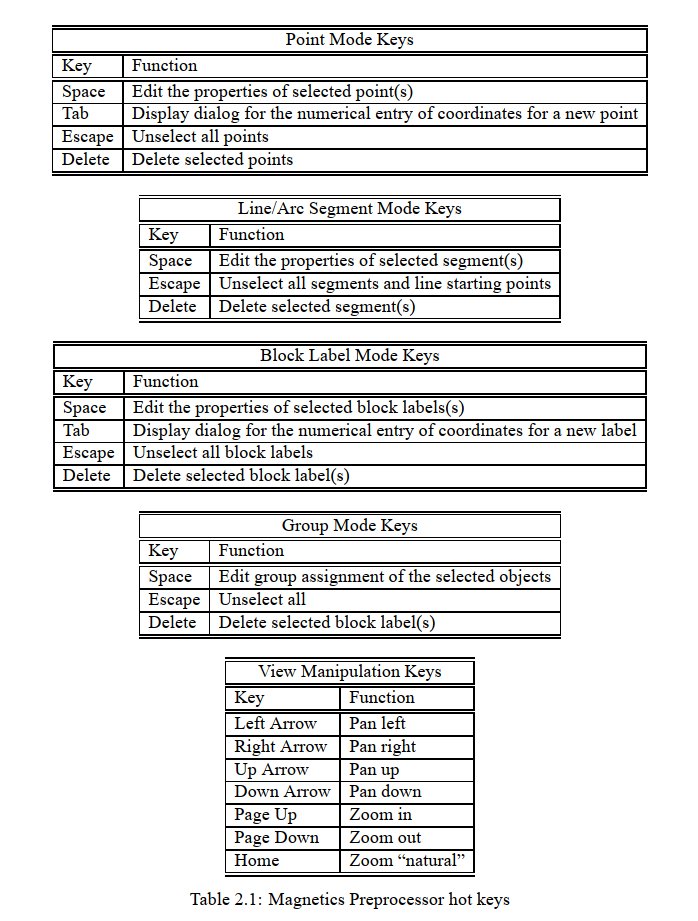 Point Mode Keys
Key Function
Space Edit the properties of selected point(s)
Tab Display dialog for the numerical entry of coordinates for a new point
Escape Unselect all points
Delete Delete selected points
Line/Arc Segment Mode Keys
Key Function
Space Edit the properties of selected segment(s)
Escape Unselect all segments and line starting points
Delete Delete selected segment(s)
Block Label Mode Keys
Key Function
Space Edit the properties of selected block labels(s)
Tab Display dialog for the numerical entry of coordinates for a new label
Escape Unselect all block labels
Delete Delete selected block label(s)
Group Mode Keys
Key Function
Space Edit group assignment of the selected objects
Escape Unselect all
Delete Delete selected block label(s)
View Manipulation Keys
Key Function
Left Arrow Pan left
Right Arrow Pan right
Up Arrow Pan up
Down Arrow Pan down
Page Up Zoom in
Page Down Zoom out
Home Zoom “natural”
Table 2.1: Magnetics Preprocessor hot keys